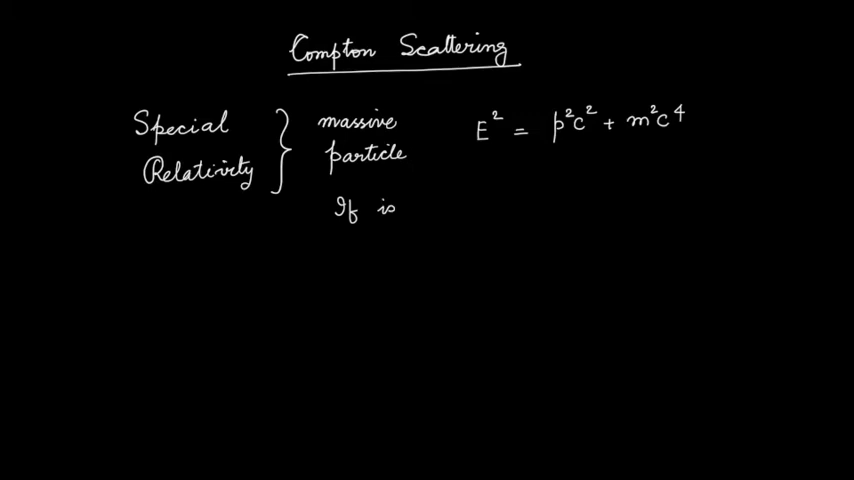 Compton Scattering
Special Relativity } massive particle
E² = p²c² + m²c⁴
If is